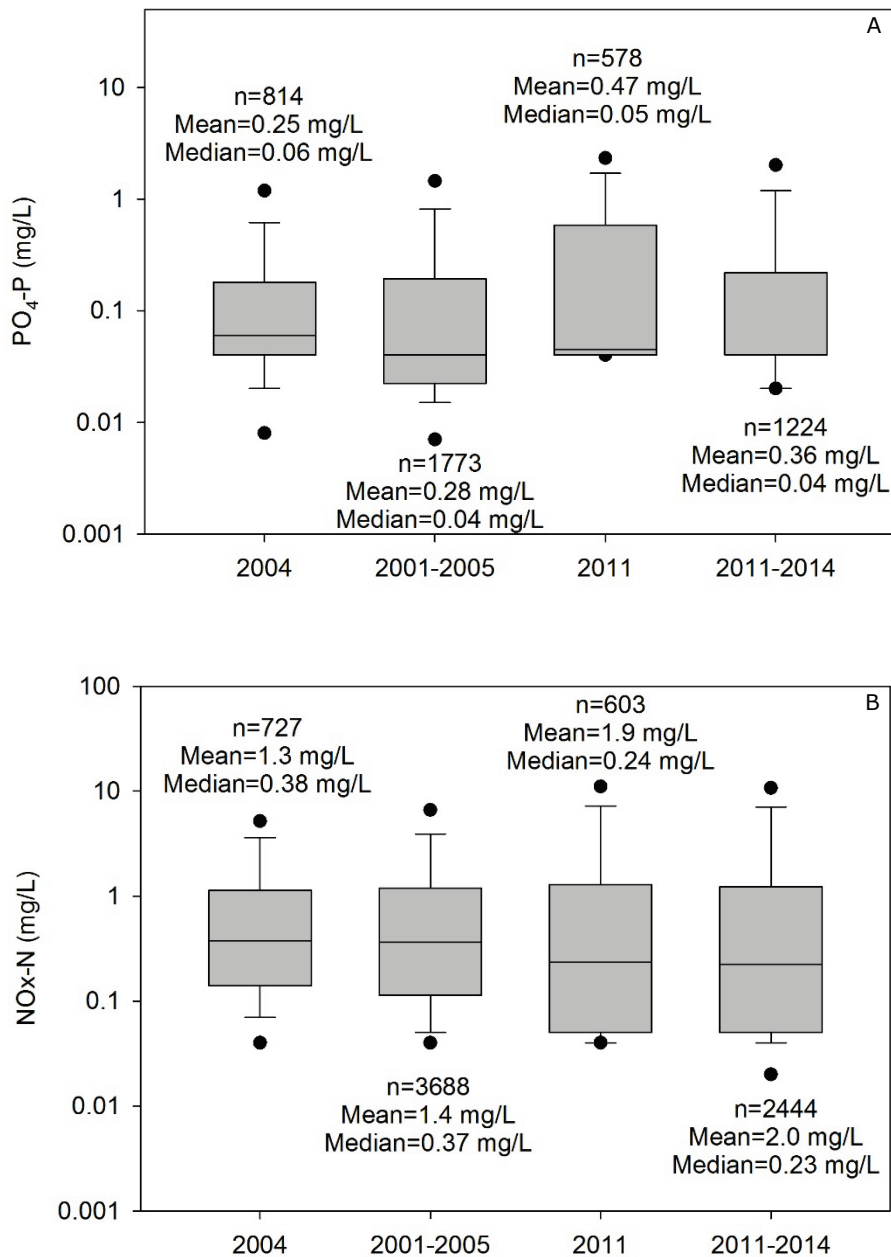 A
n=578
Mean=0.47 mg/L
Median=0.05 mg/L
n=814
Mean=0.25 mg/L
Median=0.06 mg/L
10
1
0.1
0.01
0.001
PO4-P (mg/L)
n=1773
Mean=0.28 mg/L
Median=0.04 mg/L
n=1224
Mean=0.36 mg/L
Median=0.04 mg/L
2004
2001-2005
2011
2011-2014
B
n=727
Mean=1.3 mg/L
Median=0.38 mg/L
n=603
Mean=1.9 mg/L
Median=0.24 mg/L
100
10
1
0.1
0.01
0.001
NOx-N (mg/L)
n=3688
Mean=1.4 mg/L
Median=0.37 mg/L
n=2444
Mean=2.0 mg/L
Median=0.23 mg/L
2004
2001-2005
2011
2011-2014